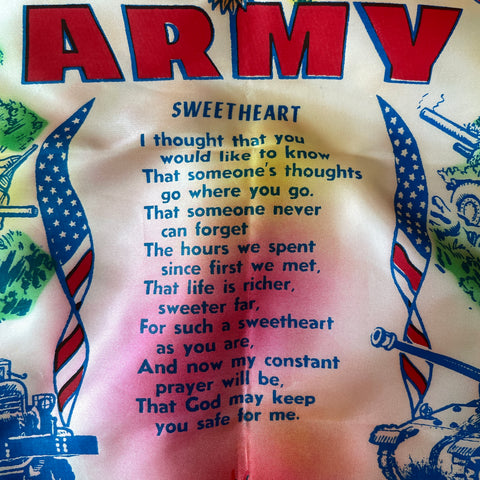 ARMY
SWEETHEART
I thought that you
would like to know
That someone's thoughts
go where you go.
That someone never
can forget
The hours we spent
since first we met,
That life is richer,
sweeter far,
For such a sweetheart
as you are,
And now my constant
prayer will be,
That God may keep
you safe for me.